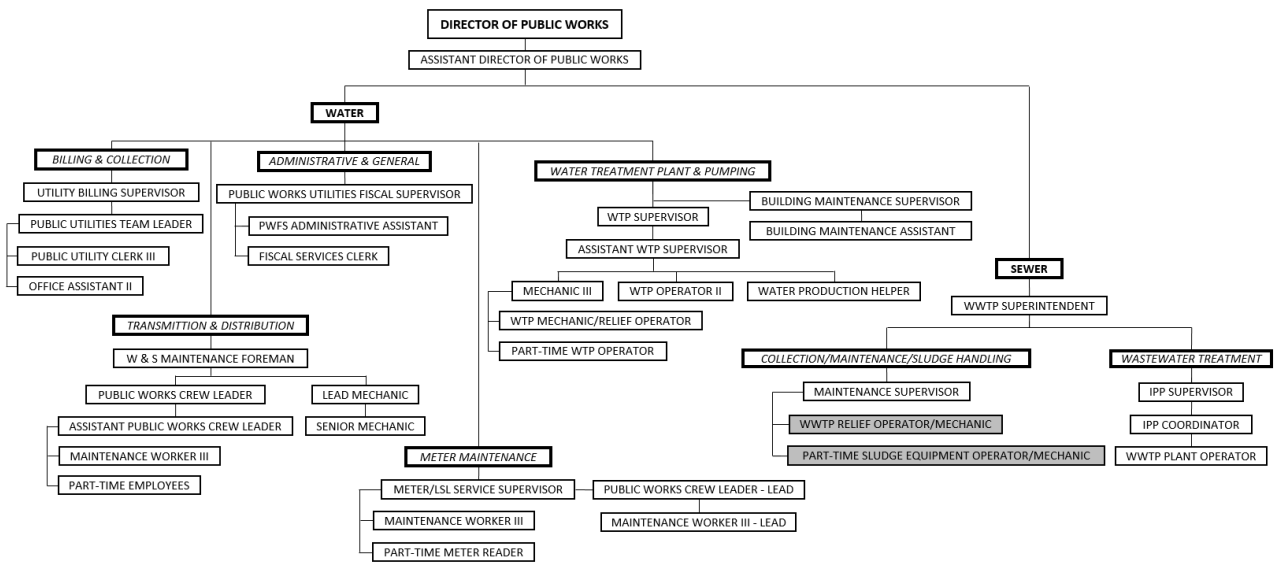 DIRECTOR OF PUBLIC WORKS
ASSISTANT DIRECTOR OF PUBLIC WORKS
WATER
BILLING & COLLECTION
UTILITY BILLING SUPERVISOR
PUBLIC UTILITIES TEAM LEADER
PUBLIC UTILITY CLERK III
OFFICE ASSISTANT II
TRANSMITTION & DISTRIBUTION
W & S MAINTENANCE FOREMAN
PUBLIC WORKS CREW LEADER
ASSISTANT PUBLIC WORKS CREW LEADER
MAINTENANCE WORKER III
PART-TIME EMPLOYEES
LEAD MECHANIC
SENIOR MECHANIC
ADMINISTRATIVE & GENERAL
PUBLIC WORKS UTILITIES FISCAL SUPERVISOR
PWFS ADMINISTRATIVE ASSISTANT
FISCAL SERVICES CLERK
METER MAINTENANCE
METER/LSL SERVICE SUPERVISOR
MAINTENANCE WORKER III
PART-TIME METER READER
PUBLIC WORKS CREW LEADER - LEAD
MAINTENANCE WORKER III - LEAD
WATER TREATMENT PLANT & PUMPING
WTP SUPERVISOR
BUILDING MAINTENANCE SUPERVISOR
BUILDING MAINTENANCE ASSISTANT
ASSISTANT WTP SUPERVISOR
MECHANIC III
WTP OPERATOR II
WATER PRODUCTION HELPER
WTP MECHANIC/RELIEF OPERATOR
PART-TIME WTP OPERATOR
SEWER
WWTP SUPERINTENDENT
COLLECTION/MAINTENANCE/SLUDGE HANDLING
MAINTENANCE SUPERVISOR
WWTP RELIEF OPERATOR/MECHANIC
PART-TIME SLUDGE EQUIPMENT OPERATOR/MECHANIC
WASTEWATER TREATMENT
IPP SUPERVISOR
IPP COORDINATOR
WWTP PLANT OPERATOR